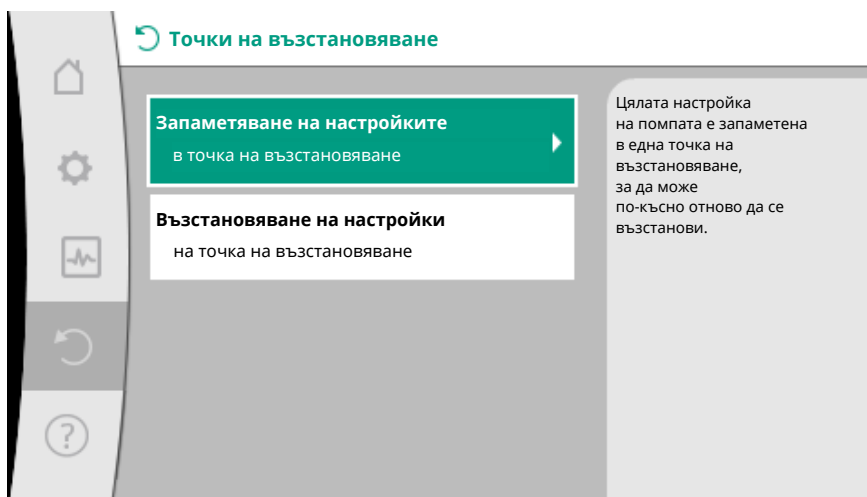 Точки на възстановяване
Запаметяване на настройките
в точка на възстановяване
Възстановяване на настройки
на точка на възстановяване
Цялата настройка
на помпата е запаметена
в една точка на
възстановяване,
за да може
по-късно отново да се
възстанови.
?